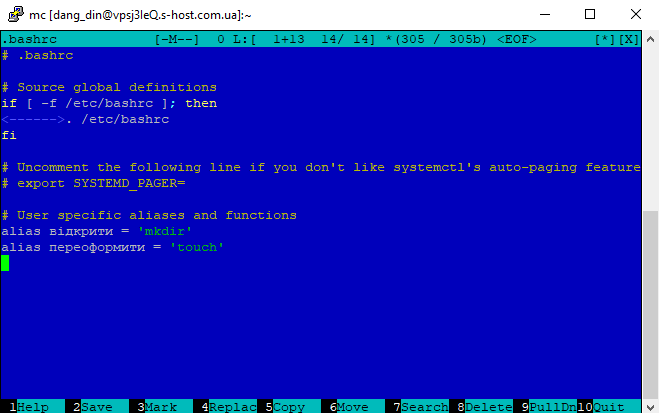 mc [dang_din@vpsj3leQ.s-host.com.ua]:~
.bashrc [-M--] 0 L:[ 1+13 14/ 14] *(305 / 305b) <EOF> [*][X]
# .bashrc
# Source global definitions
if [ -f /etc/bashrc ]; then
<------>. /etc/bashrc
fi
# Uncomment the following line if you don't like systemctl's auto-paging feature
# export SYSTEMD_PAGER=
# User specific aliases and functions
alias відкрити = 'mkdir'
alias переоформити = 'touch'
1Help 2Save 3Mark 4Replac 5Copy 6Move 7Search 8Delete 9PullDn 10Quit